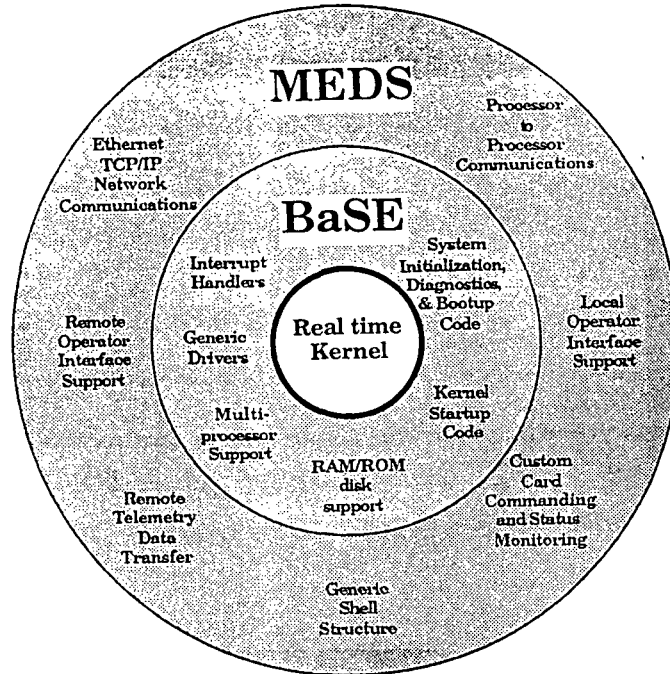 MEDS
Processor
to
Processor
Communications
Ethernet
TCP/IP
Network
Communications
BaSE
System
Initialization,
Diagnostics,
& Bootup
Code
Interrupt
Handlers
Real time
Kernel
Local
Operator
Interface
Support
Remote
Operator
Interface
Support
Generic
Drivers
Kernel
Startup
Code
Multi-
processor
Support
RAM/ROM
disk
support
Custom
Card
Commanding
and Status
Monitoring
Remote
Telemetry
Data
Transfer
Generic
Shell
Structure